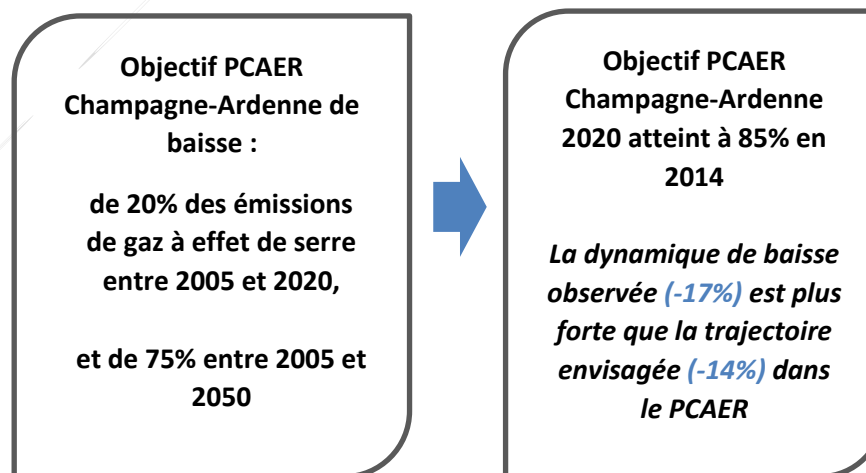 Objectif PCAER
Champagne-Ardenne de
baisse :
de 20% des émissions
de gaz à effet de serre
entre 2005 et 2020,
et de 75% entre 2005 et
2050
Objectif PCAER
Champagne-Ardenne
2020 atteint à 85% en
2014
La dynamique de baisse
observée (-17%) est plus
forte que la trajectoire
envisagée (-14%) dans
le PCAER